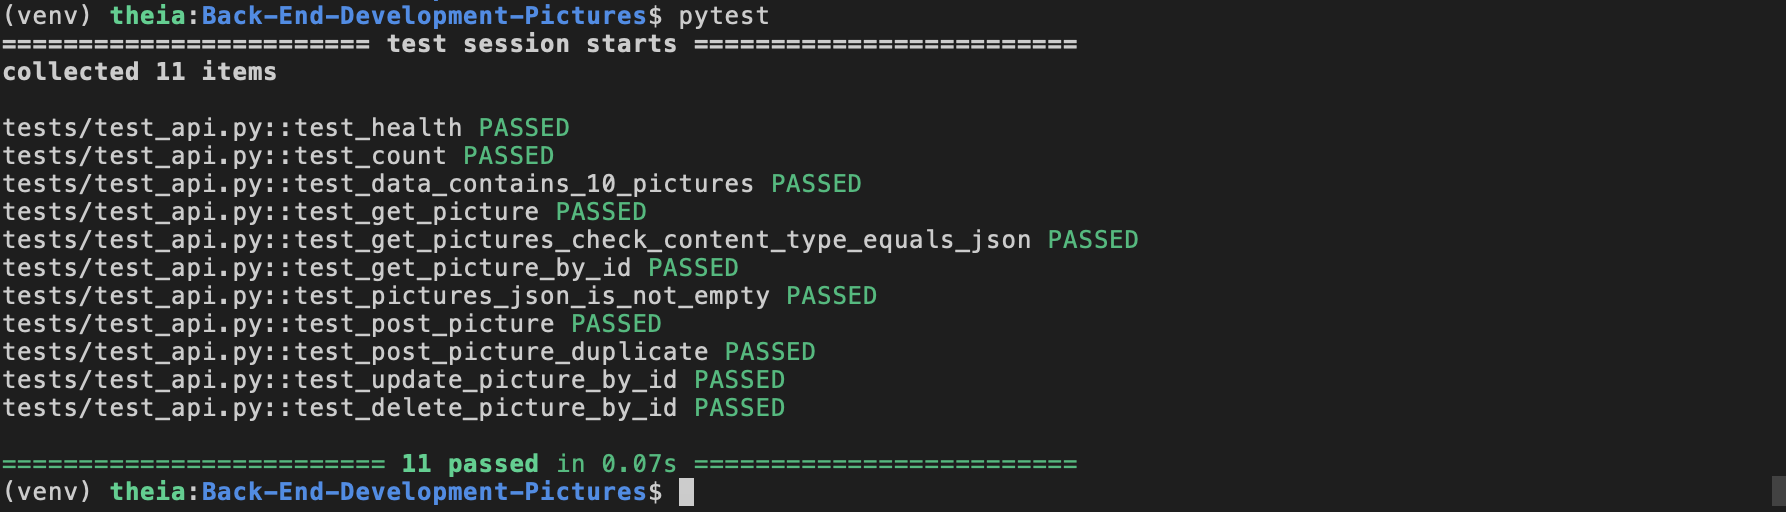 (venv) theia:Back-End-Development-Pictures$ pytest
======================== test session starts =========================
collected 11 items
tests/test_api.py::test_health PASSED
tests/test_api.py::test_count PASSED
tests/test_api.py::test_data_contains_10_pictures PASSED
tests/test_api.py::test_get_picture PASSED
tests/test_api.py::test_get_pictures_check_content_type_equals_json PASSED
tests/test_api.py::test_get_picture_by_id PASSED
tests/test_api.py::test_pictures_json_is_not_empty PASSED
tests/test_api.py::test_post_picture PASSED
tests/test_api.py::test_post_picture_duplicate PASSED
tests/test_api.py::test_update_picture_by_id PASSED
tests/test_api.py::test_delete_picture_by_id PASSED
========================= 11 passed in 0.07s =========================
(venv) theia:Back-End-Development-Pictures$